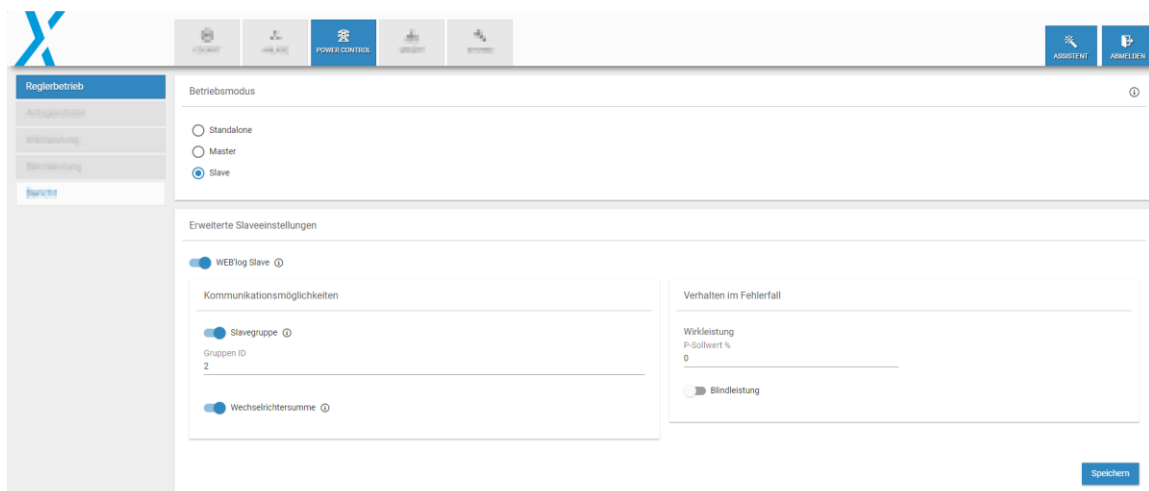 POWER CONTROL
ASSISTENT
ABMELDEN
Reglerbetrieb
Betriebsmodus
Standalone
Master
Slave
Erweiterte Slaveeinstellungen
WEB'log Slave
Kommunikationsmöglichkeiten
Slavegruppe
Gruppen ID
2
Wechselrichtersumme
Verhalten im Fehlerfall
Wirkleistung
P-Sollwert %
0
Blindleistung
Speichern